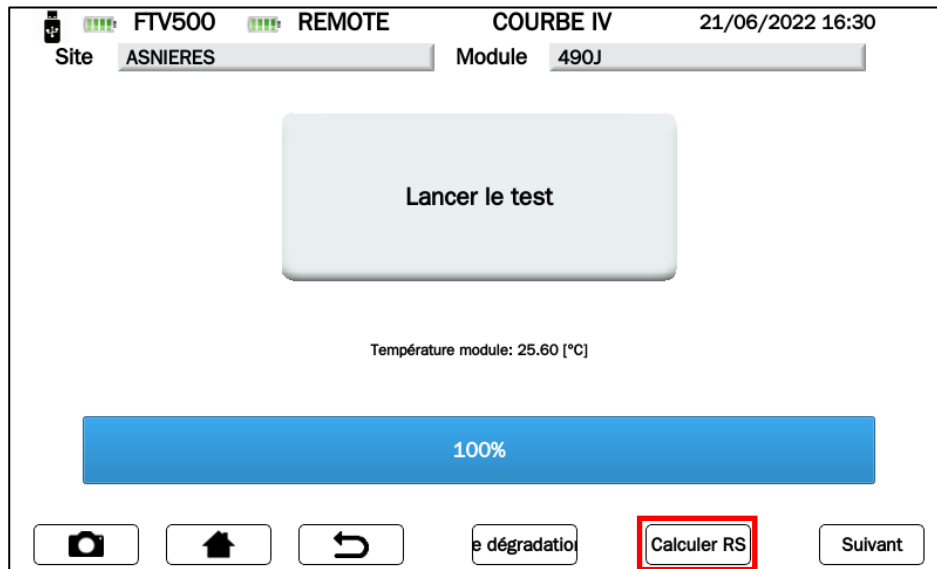 FTV500 REMOTE COURBE IV 21/06/2022 16:30
Site ASNIERES Module 490J
Lancer le test
Température module: 25.60 [°C]
100%
e dégradation Calculer RS Suivant